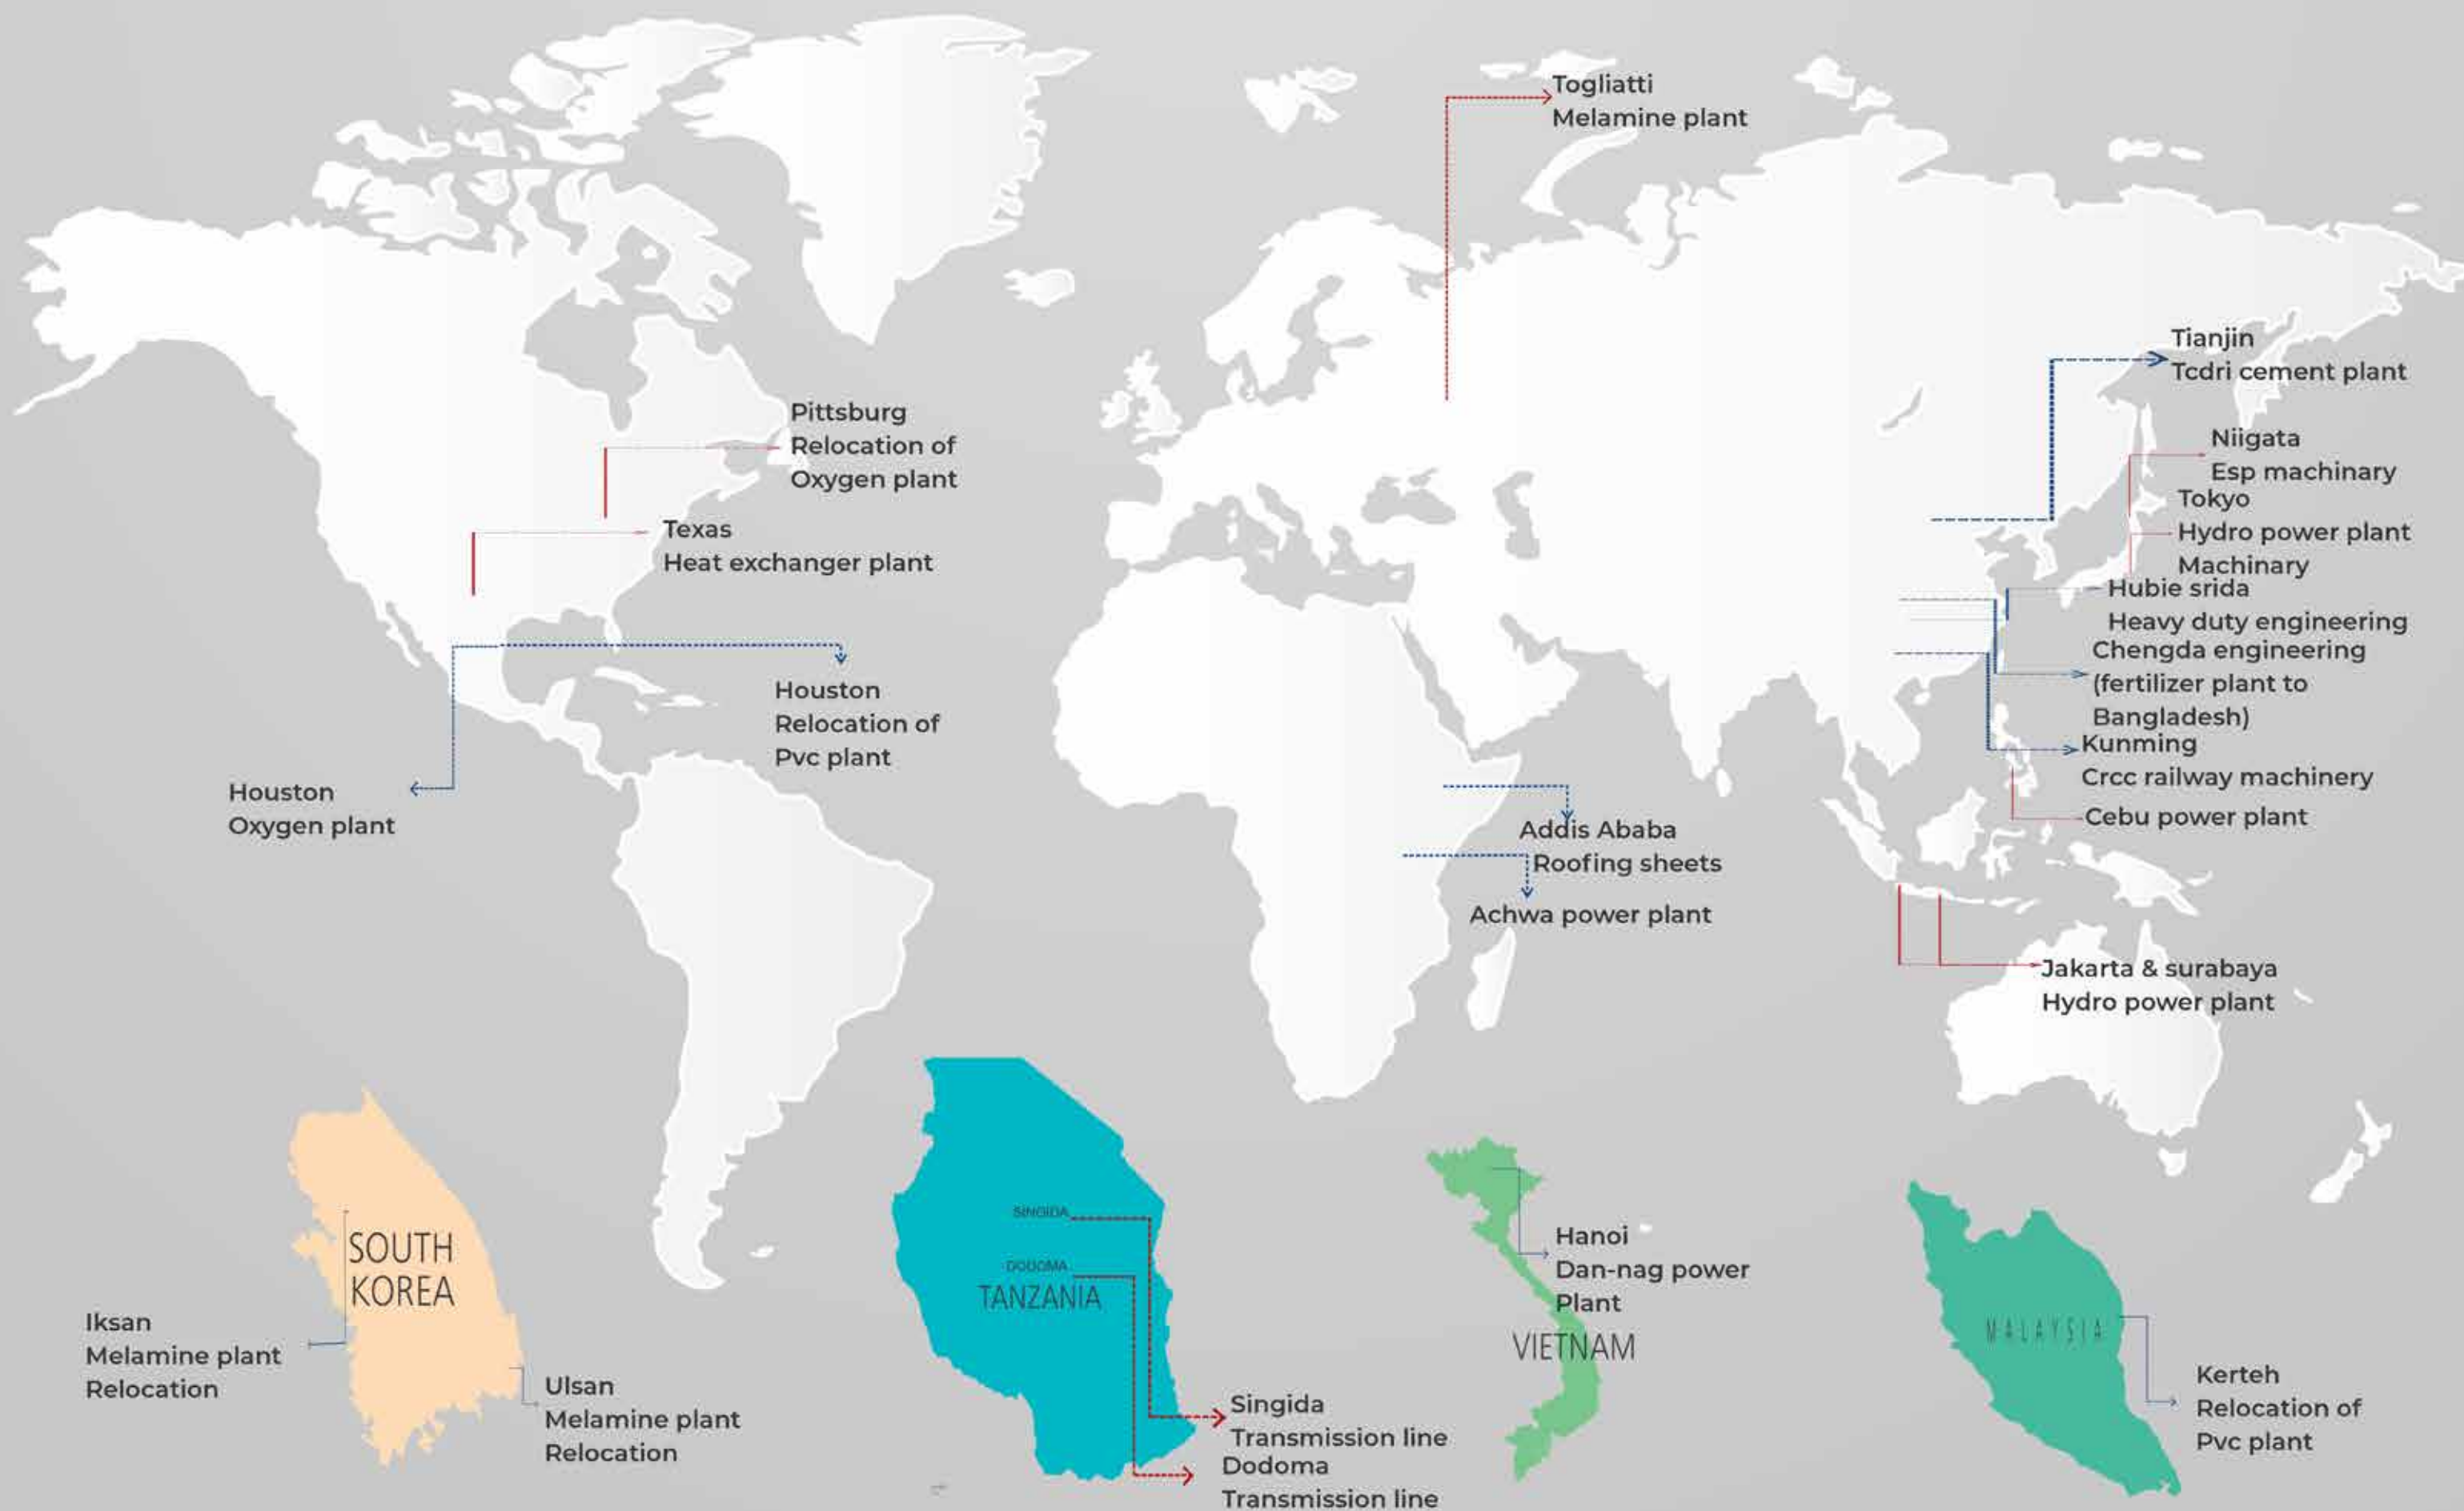 Togliatti
Melamine plant
Tianjin
Tcdri cement plant
Pittsburg
Relocation of
Oxygen plant
Niigata
Esp machinary
Tokyo
Hydro power plant
Machinary
Texas
Heat exchanger plant
Hubie srida
Heavy duty engineering
Chengda engineering
(fertilizer plant to
Bangladesh)
Houston
Relocation of
Pvc plant
Kunming
Crcc railway machinery
Houston
Oxygen plant
Cebu power plant
Addis Ababa
Roofing sheets
Achwa power plant
Jakarta & surabaya
Hydro power plant
SOUTH
KOREA
Iksan
Melamine plant
Relocation
Ulsan
Melamine plant
Relocation
SINGIDA
DODOMA
TANZANIA
Singida
Transmission line
Dodoma
Transmission line
Hanoi
Dan-nag power
Plant
VIETNAM
MALAYSIA
Kerteh
Relocation of
Pvc plant